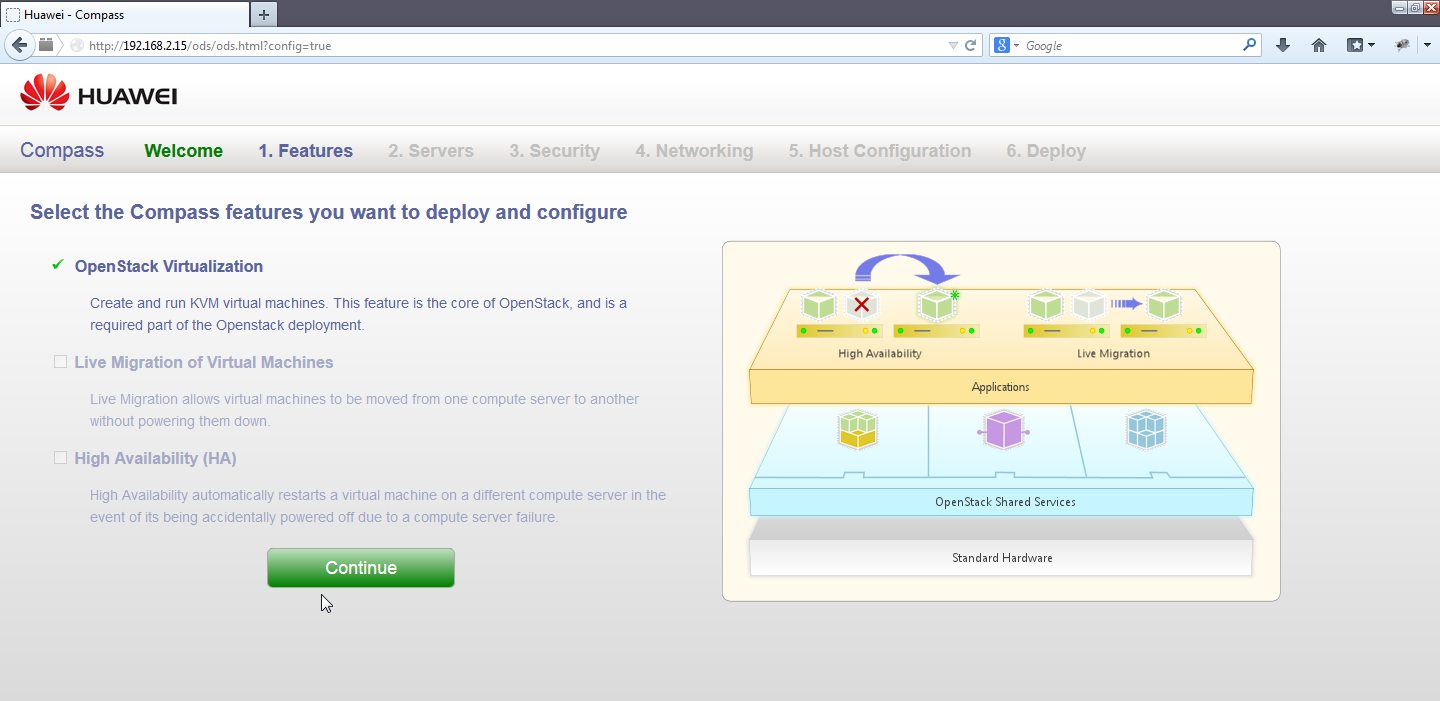 Huawei - Compass
http://192.168.2.15/ods/ods.html?config=true
8
Google
HUAWEI
Compass Welcome 1. Features 2. Servers 3. Security 4. Networking 5. Host Configuration 6. Deploy
Select the Compass features you want to deploy and configure
OpenStack Virtualization
Create and run KVM virtual machines. This feature is the core of OpenStack, and is a
required part of the Openstack deployment.
Live Migration of Virtual Machines
Live Migration allows virtual machines to be moved from one compute server to another
without powering them down.
High Availability (HA)
High Availability automatically restarts a virtual machine on a different compute server in the
event of its being accidentally powered off due to a compute server failure.
Continue
High Availability
Live Migration
Applications
OpenStack Shared Services
Standard Hardware